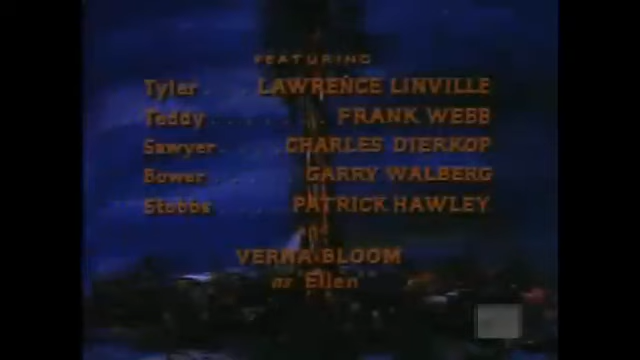 FEATURING
Tyler . . . . LAWRENCE LINVILLE
Teddy . . . . . . . . FRANK WEBB
Sawyer . . . . . CHARLES DIERKOP
Bower . . . . . . GARRY WALBERG
Stobbs . . . . . PATRICK HAWLEY
VERNA BLOOM
as Ellen